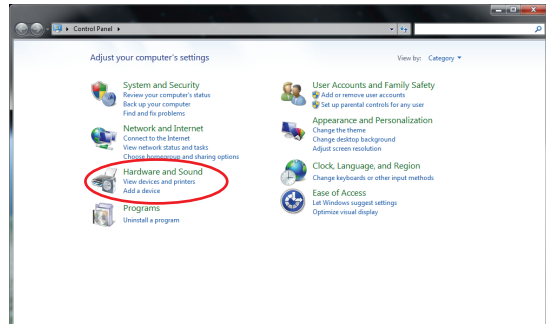 Control Panel
Adjust your computer's settings
View by: Category
System and Security
Review your computer's status
Back up your computer
Find and fix problems
Network and Internet
Connect to the Internet
View network status and tasks
Choose homegroup and sharing options
Hardware and Sound
View devices and printers
Add a device
Programs
Uninstall a program
User Accounts and Family Safety
Add or remove user accounts
Set up parental controls for any user
Appearance and Personalization
Change the theme
Change desktop background
Adjust screen resolution
Clock, Language, and Region
Change keyboards or other input methods
Ease of Access
Let Windows suggest settings
Optimize visual display